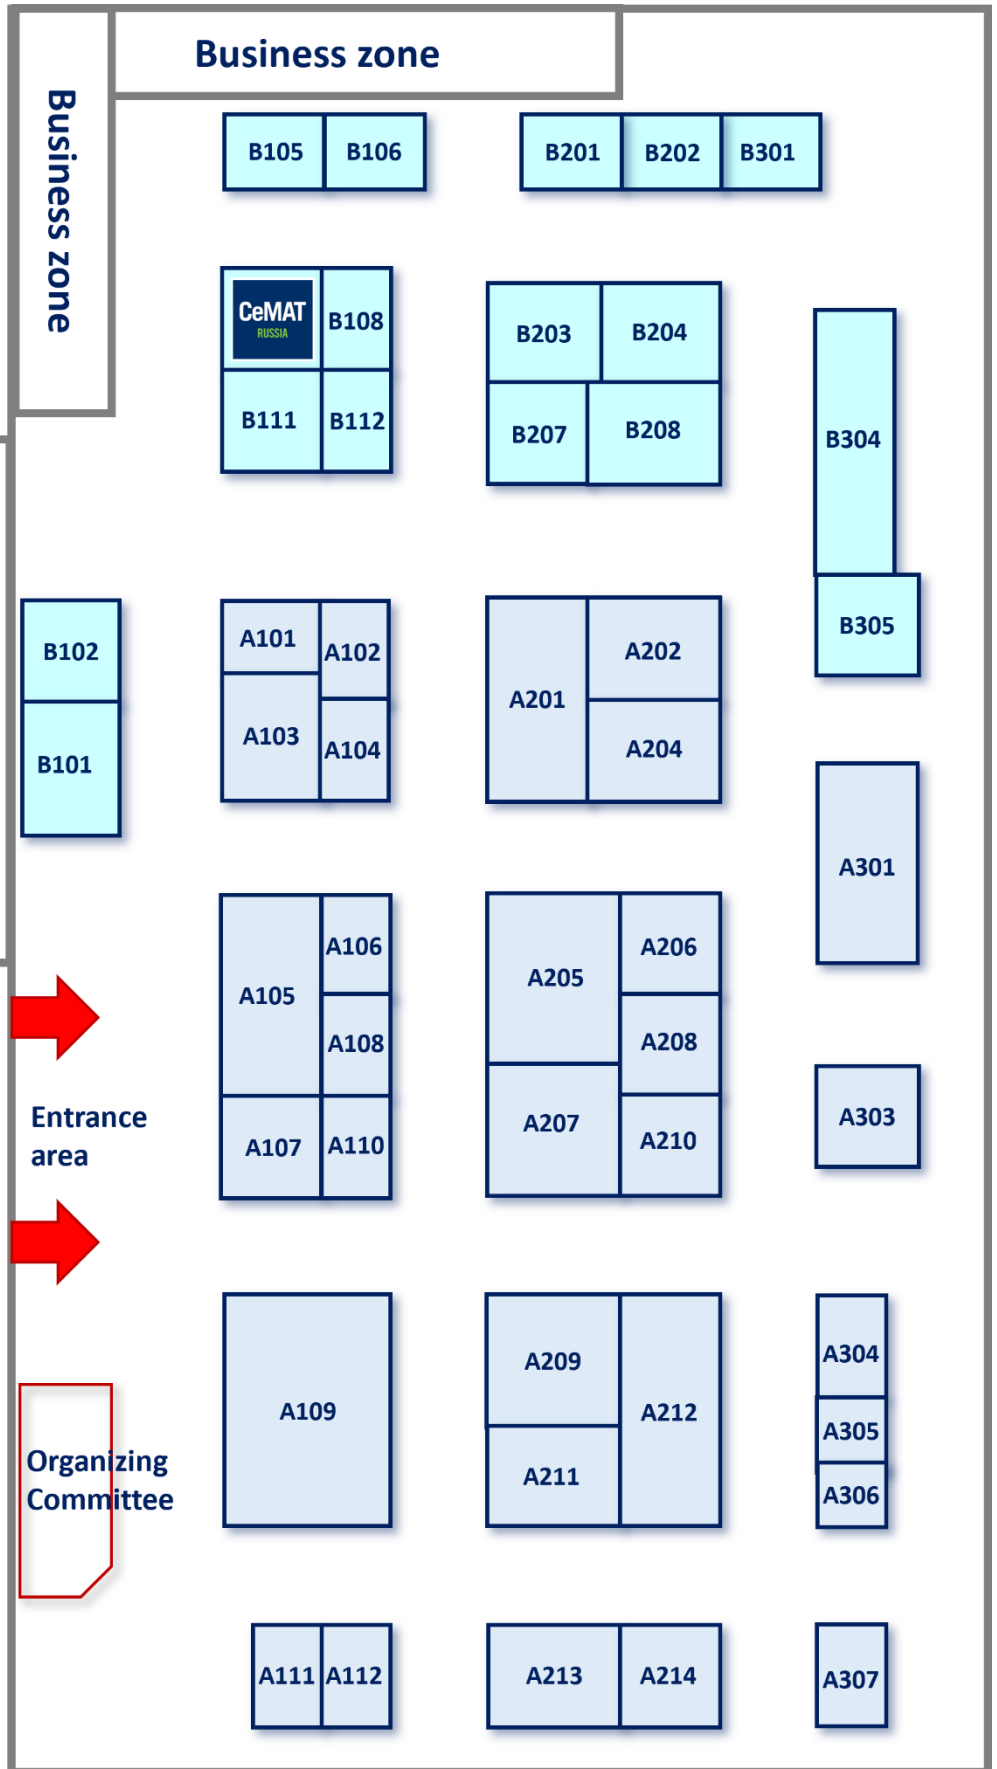 Business zone
Business zone
B105 B106 B201 B202 B301
CeMAT
RUSSIA
B108
B111 B112
B203 B204
B207 B208
B304
B305
B102
B101
A101 A102
A103 A104
A201
A202
A204
A301
A105
A106
A108
A107 A110
A205
A206
A208
A207
A210
A303
Entrance
area
A109
A209
A212
A211
A304
A305
A306
Organizing
Committee
A111 A112
A213 A214
A307